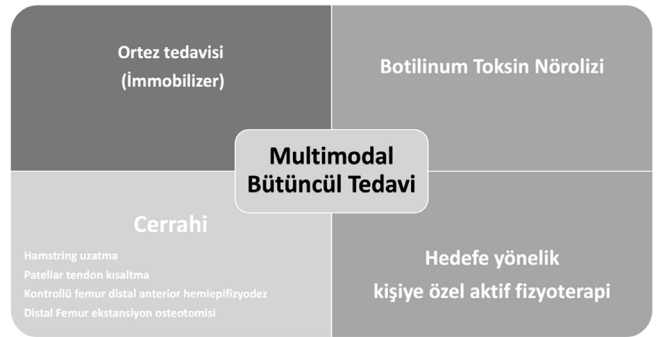 Ortez tedavisi
(İmmobilizer)
Botilinum Toksin Nörolizi
Multimodal
Bütüncül Tedavi
Cerrahi
Hamstring uzatma
Patellar tendon kısaltma
Kontrollü femur distal anterior hemiepifizyodez
Distal Femur ekstansiyon osteotomisi
Hedefe yönelik
kişiye özel aktif fizyoterapi